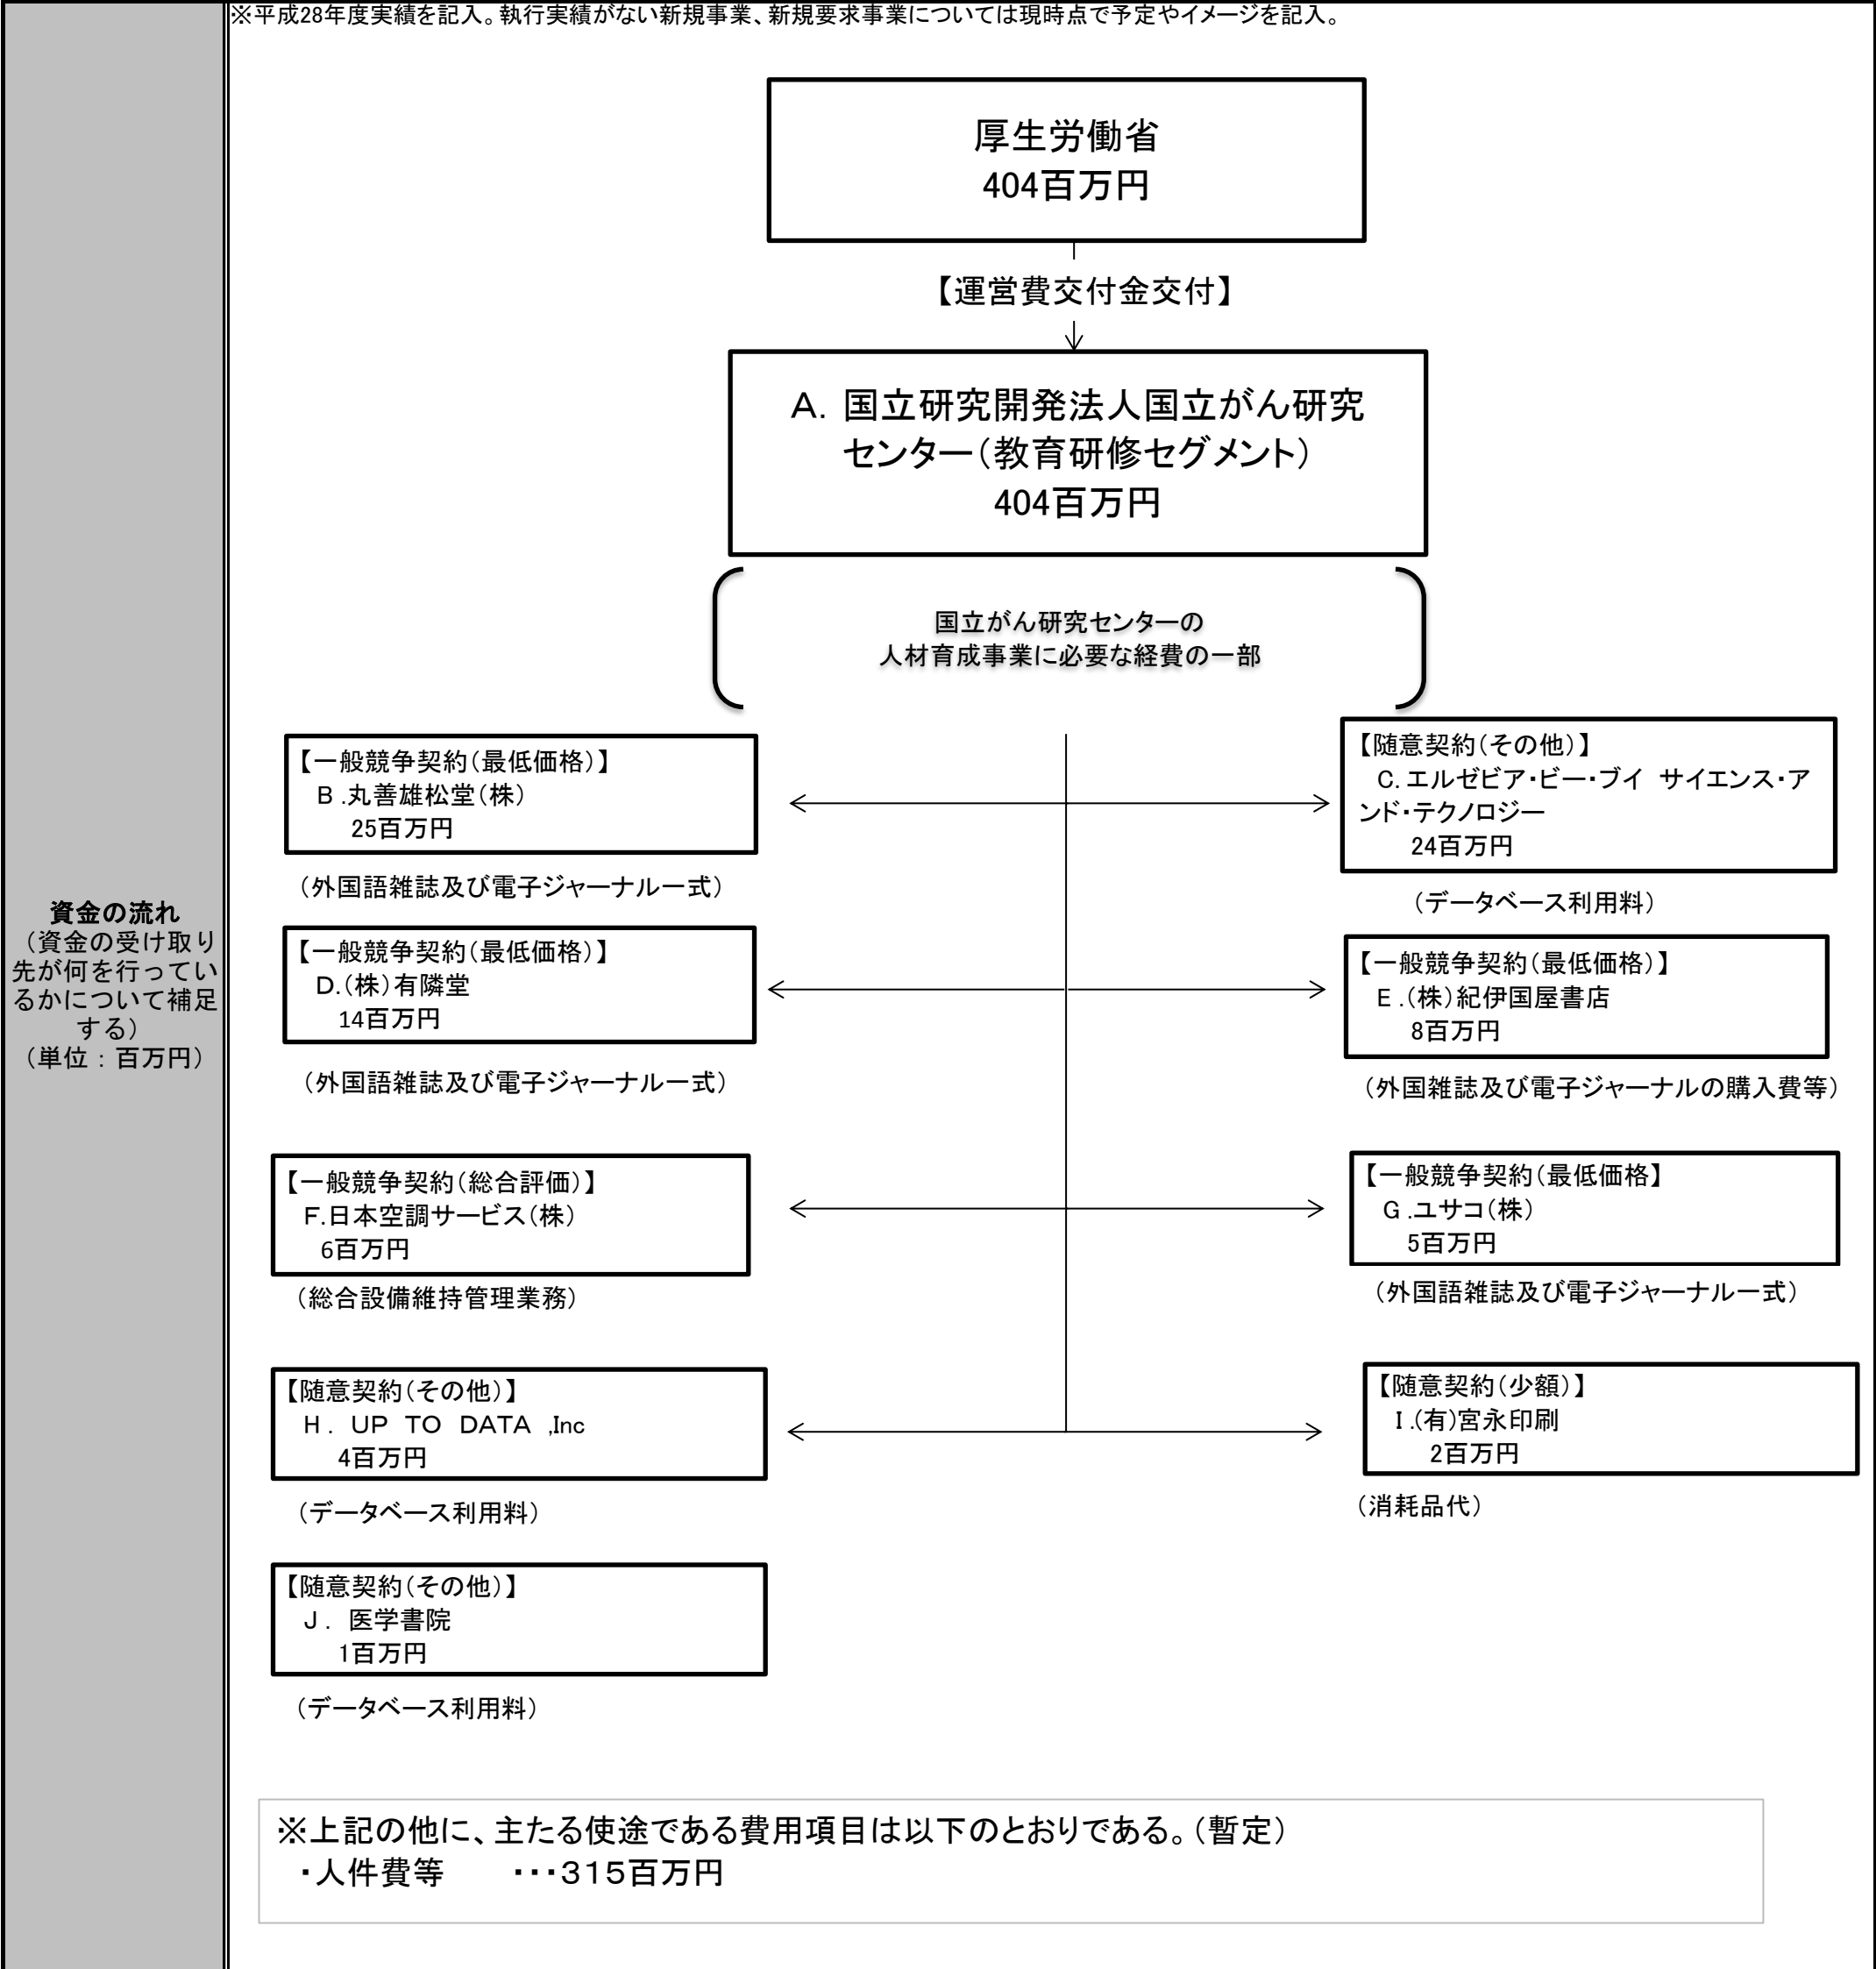 ※平成28年度実績を記入。執行実績がない新規事業、新規要求事業については現時点で予定やイメージを記入。
厚生労働省
404百万円
【運営費交付金交付】
A．国立研究開発法人国立がん研究
センター（教育研修セグメント）
404百万円
国立がん研究センターの
人材育成事業に必要な経費の一部
【一般競争契約（最低価格）】
B .丸善雄松堂（株）
25百万円
（外国語雑誌及び電子ジャーナル一式）
【随意契約（その他）】
C. エルゼビア・ビー・ブイ　サイエンス・ア
ンド・テクノロジー
24百万円
（データベース利用料）
資金の流れ
（資金の受け取り
先が何を行ってい
るかについて補足
する）
（単位：百万円）
【一般競争契約（最低価格）】
D.（株）有隣堂
14百万円
（外国語雑誌及び電子ジャーナル一式）
【一般競争契約（最低価格）】
E .（株）紀伊国屋書店
8百万円
（外国雑誌及び電子ジャーナルの購入費等）
【一般競争契約（総合評価）】
F.日本空調サービス（株）
6百万円
（総合設備維持管理業務）
【一般競争契約（最低価格】
G .ユサコ（株）
5百万円
（外国語雑誌及び電子ジャーナル一式）
【随意契約（その他）】
H .　UP　TO　DATA　,Inc
4百万円
（データベース利用料）
【随意契約（少額）】
I .（有）宮永印刷
2百万円
（消耗品代）
【随意契約（その他）】
J .　医学書院
1百万円
（データベース利用料）
※上記の他に、主たる使途である費用項目は以下のとおりである。（暫定）
・人件費等　　・・・315百万円